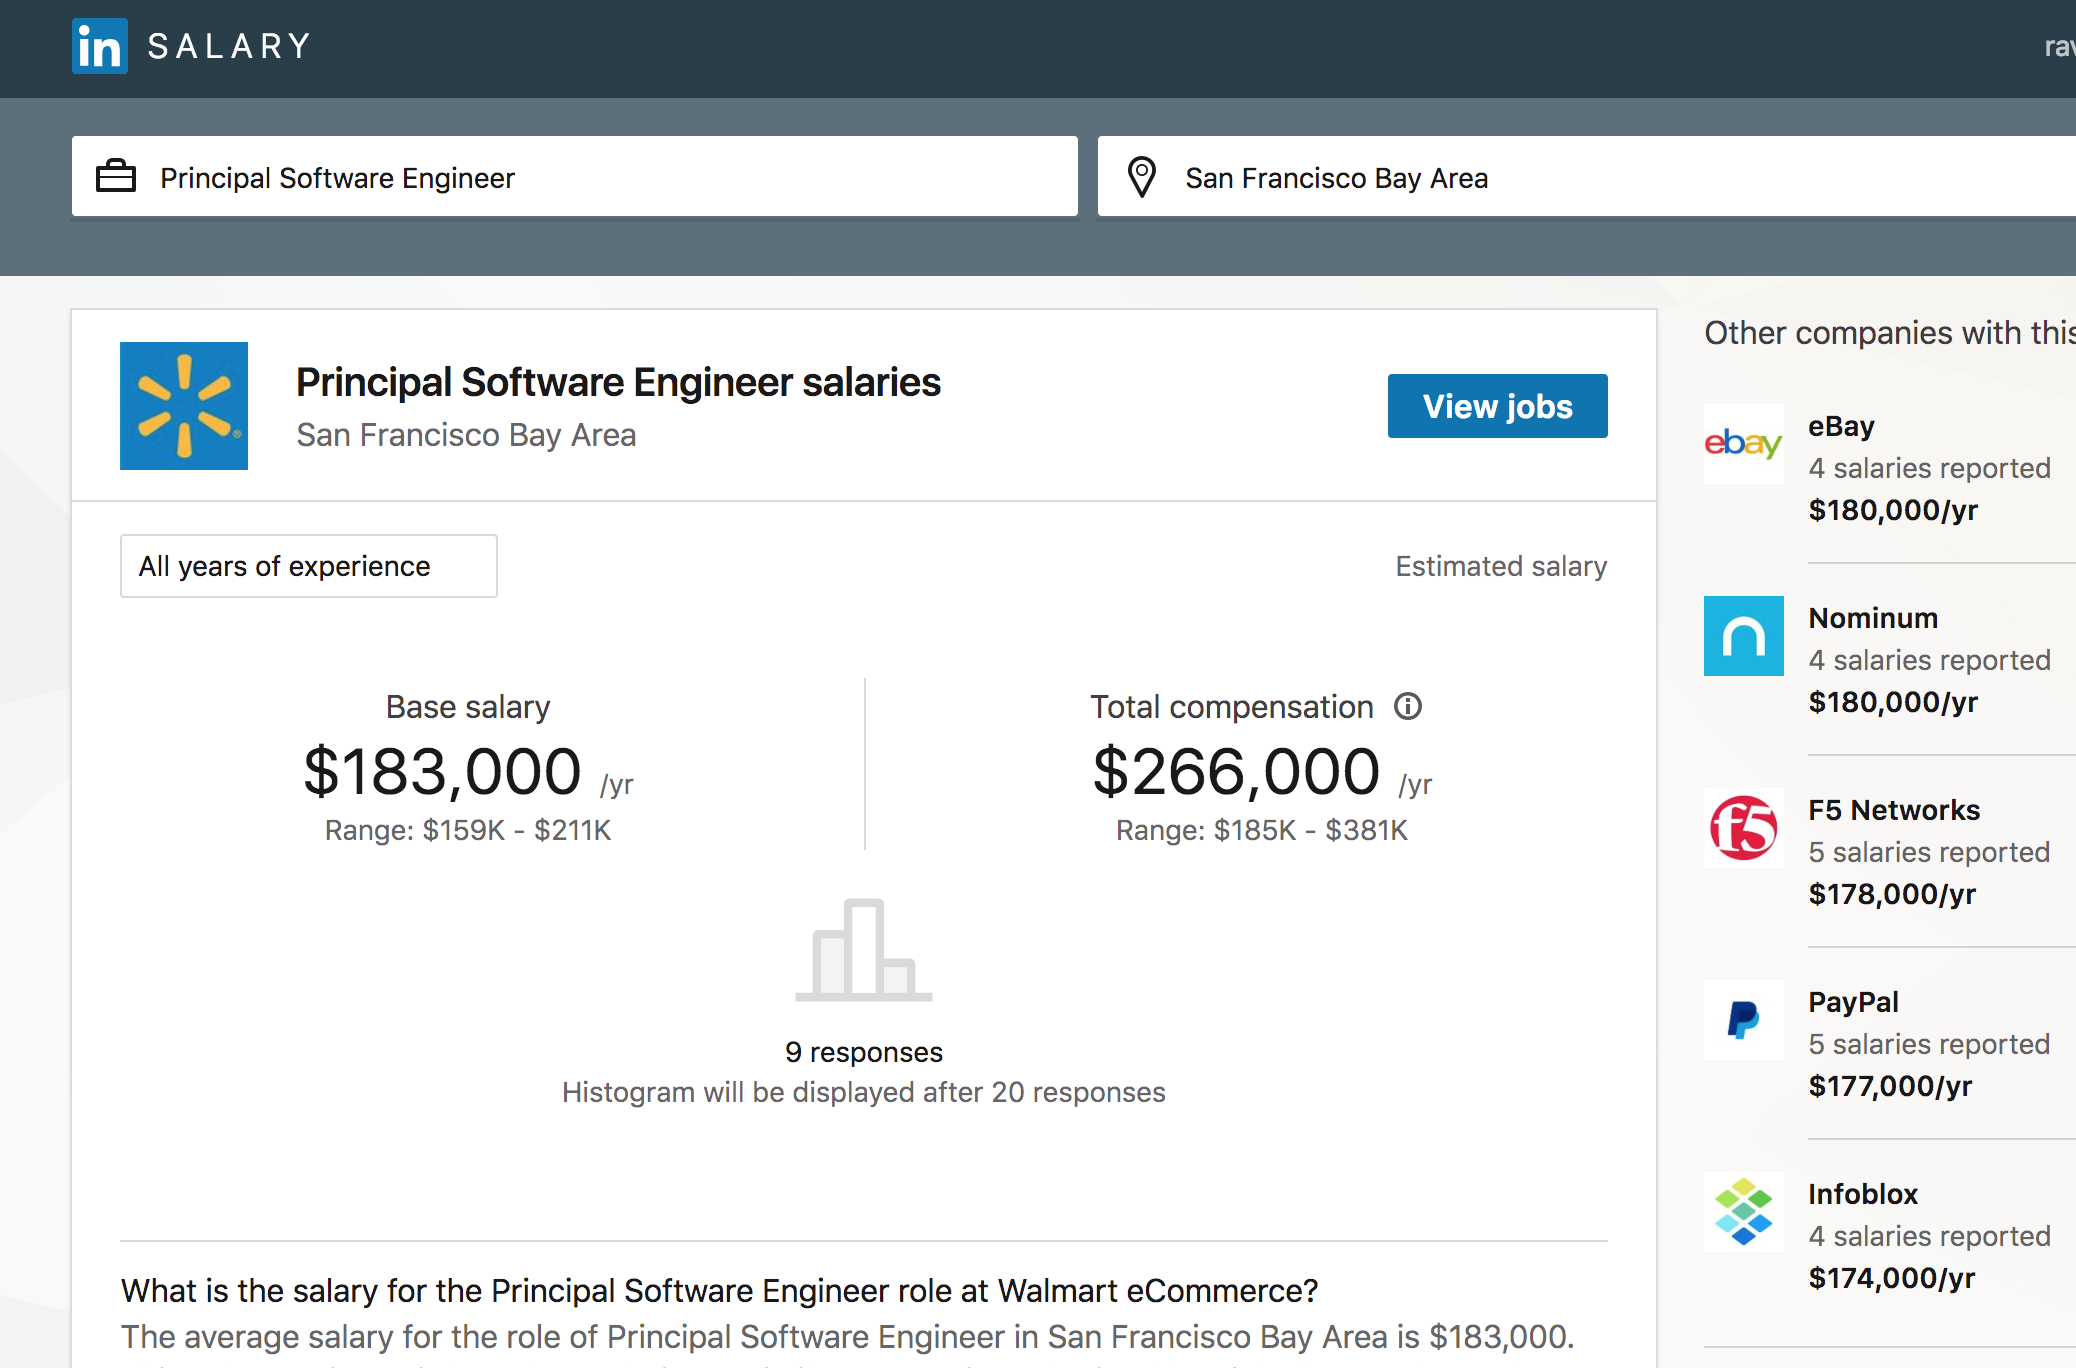 in SALARY
rav
Principal Software Engineer
San Francisco Bay Area
Principal Software Engineer salaries
San Francisco Bay Area
View jobs
All years of experience
Estimated salary
Base salary
$183,000 /yr
Range: $159K - $211K
Total compensation
$266,000 /yr
Range: $185K - $381K
9 responses
Histogram will be displayed after 20 responses
What is the salary for the Principal Software Engineer role at Walmart eCommerce?
The average salary for the role of Principal Software Engineer in San Francisco Bay Area is $183,000.
Other companies with this
ebay
eBay
4 salaries reported
$180,000/yr
Nominum
4 salaries reported
$180,000/yr
f5
F5 Networks
5 salaries reported
$178,000/yr
PayPal
5 salaries reported
$177,000/yr
Infoblox
4 salaries reported
$174,000/yr